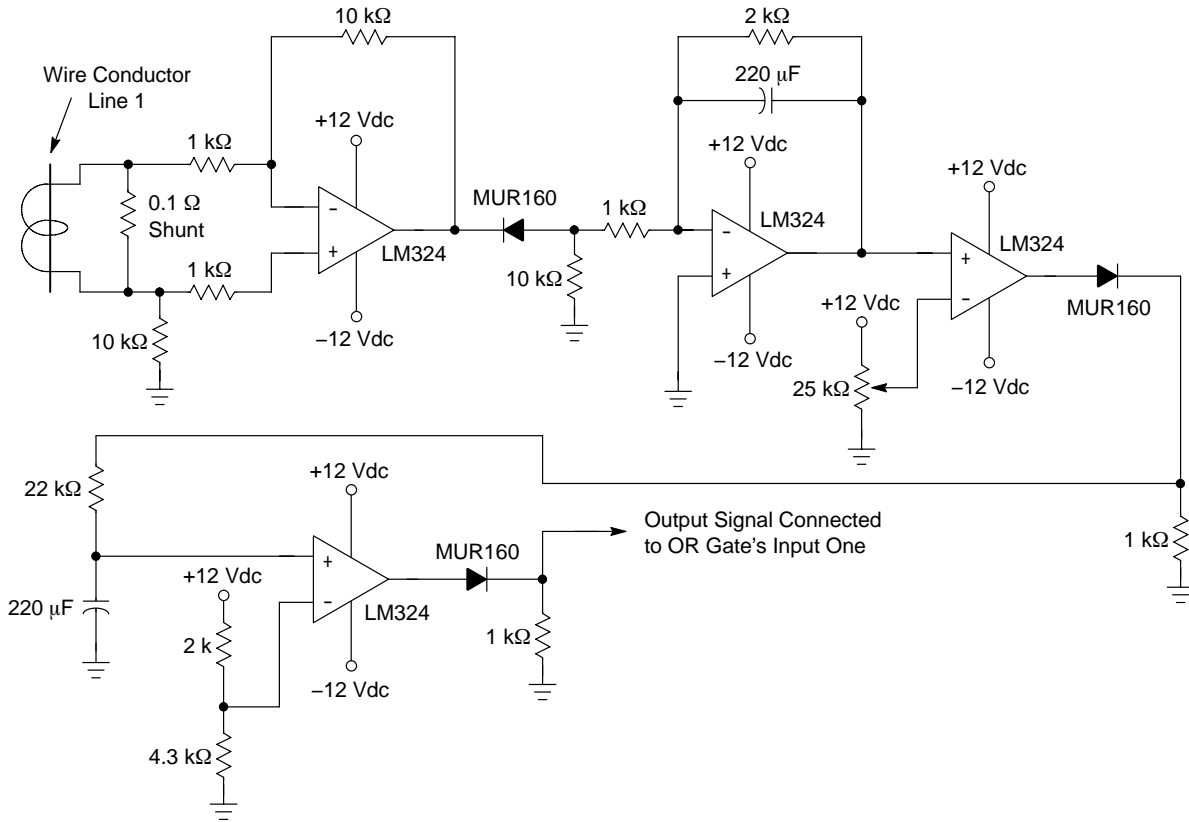 10 kΩ
2 kΩ
Wire Conductor
Line 1
220 μF
+12 Vdc
1 kΩ
+12 Vdc
+12 Vdc
0.1 Ω
Shunt
−
+
MUR160
LM324
1 kΩ
−
+
LM324
+
−
LM324
MUR160
1 kΩ
10 kΩ
10 kΩ
−12 Vdc
−12 Vdc
+12 Vdc
25 kΩ
−12 Vdc
22 kΩ
+12 Vdc
Output Signal Connected
to OR Gate's Input One
1 kΩ
220 μF
+12 Vdc
+
−
MUR160
LM324
2 k
1 kΩ
−12 Vdc
4.3 kΩ